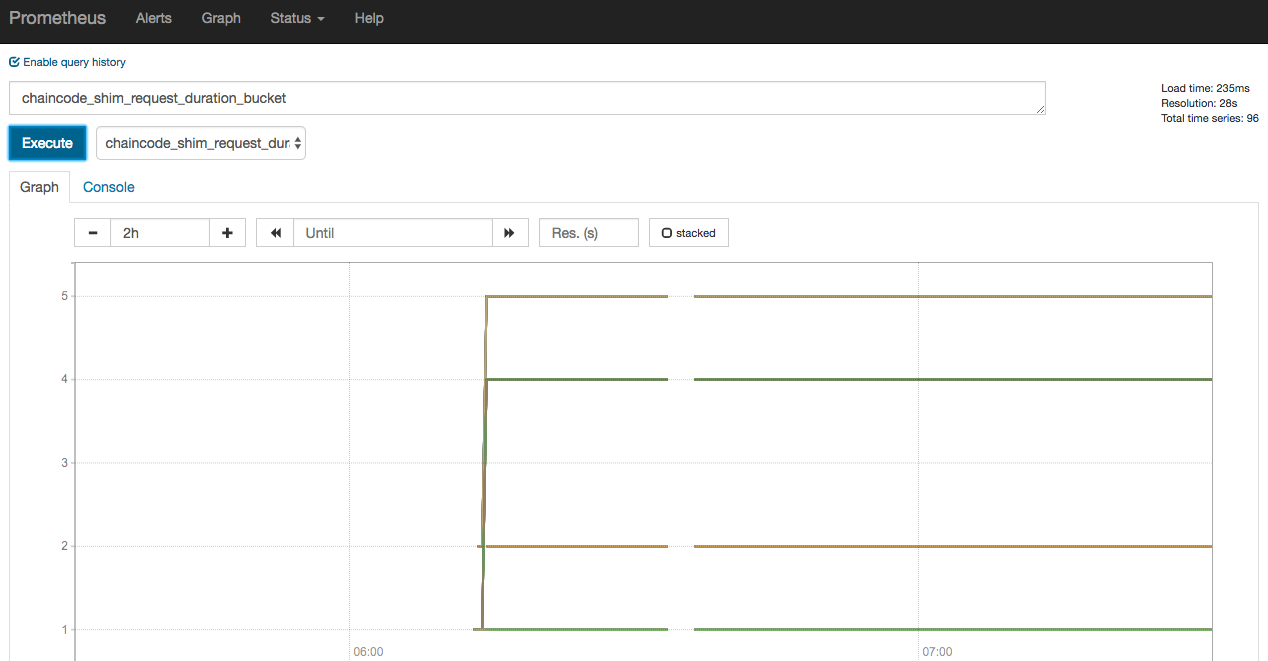 Prometheus Alerts Graph Status Help
Enable query history
chaincode_shim_request_duration_bucket
Load time: 235ms
Resolution: 28s
Total time series: 96
Execute chaincode_shim_request_dur
Graph Console
2h Until Res. (s) stacked
5
4
3
2
1
06:00 07:00